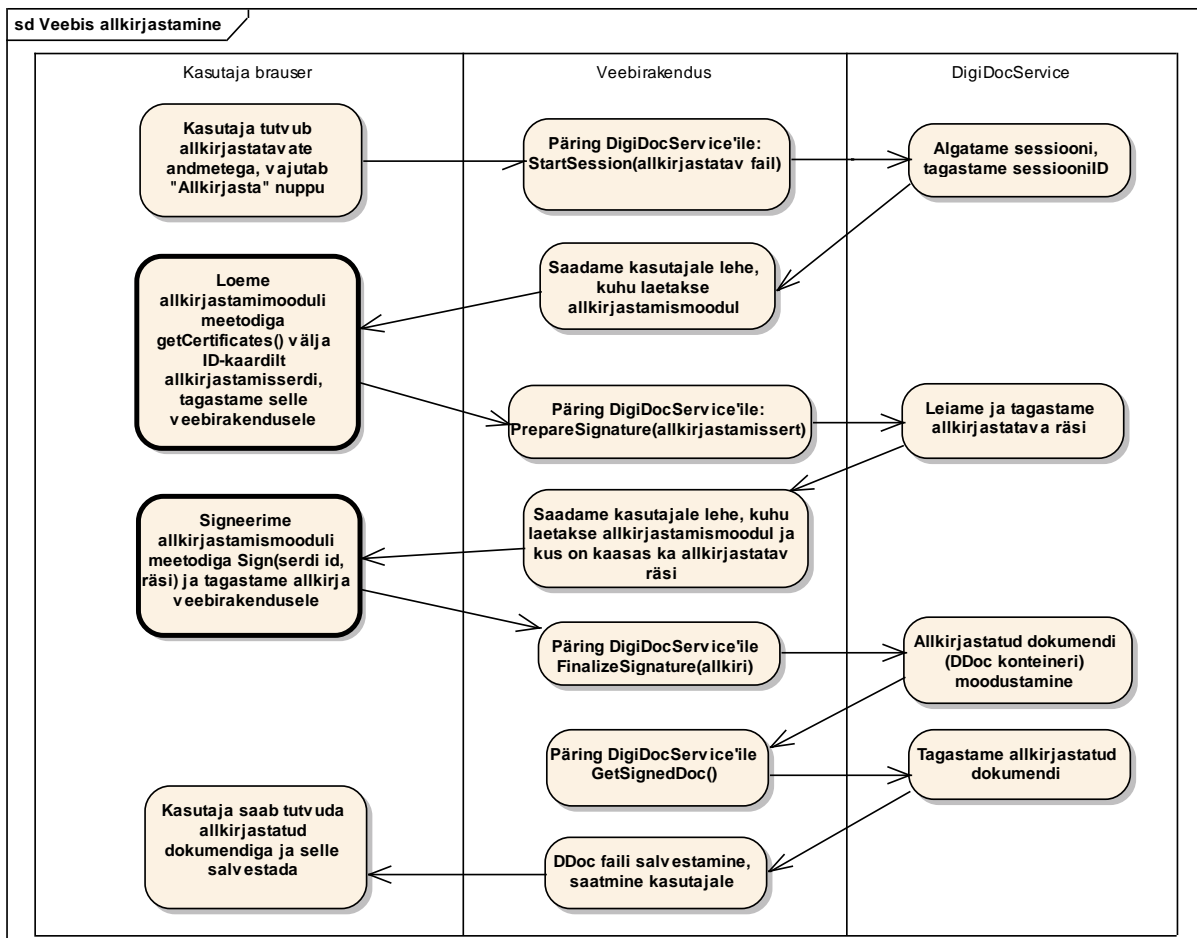 sd Veebis allkirjastamine
Kasutaja brauser
Veebirakendus
DigiDocService
Kasutaja tutvub
allkirjastatavate
andmetega, vajutab
"Allkirjasta" nuppu
Päring DigiDocService'ile:
StartSession(allkirjastatav fail)
Algatame sessiooni,
tagastame sessiooniID
Saadame kasutajale lehe,
kuhu laetakse
allkirjastamismoodul
Loeme
allkirjastamimooduli
meetodiga
getCertificates() välja
ID-kaardilt
allkirjastamisserdi,
tagastame selle
veebirakendusele
Päring DigiDocService'ile:
PrepareSignature(allkirjastamissert)
Leiame ja tagastame
allkirjastatava räsi
Saadame kasutajale lehe, kuhu
laetakse allkirjastamismoodul ja
kus on kaasas ka allkirjastatav
räsi
Signeerime
allkirjastamismooduli
meetodiga Sign(serdi id,
räsi) ja tagastame allkirja
veebirakendusele
Päring DigiDocService'ile
FinalizeSignature(allkiri)
Allkirjastatud dokumendi
(DDoc konteineri)
moodustamine
Päring DigiDocService'ile
GetSignedDoc()
Tagastame allkirjastatud
dokumendi
Kasutaja saab tutvuda
allkirjastatud
dokumendiga ja selle
salvestada
DDoc faili salvestamine,
saatmine kasutajale